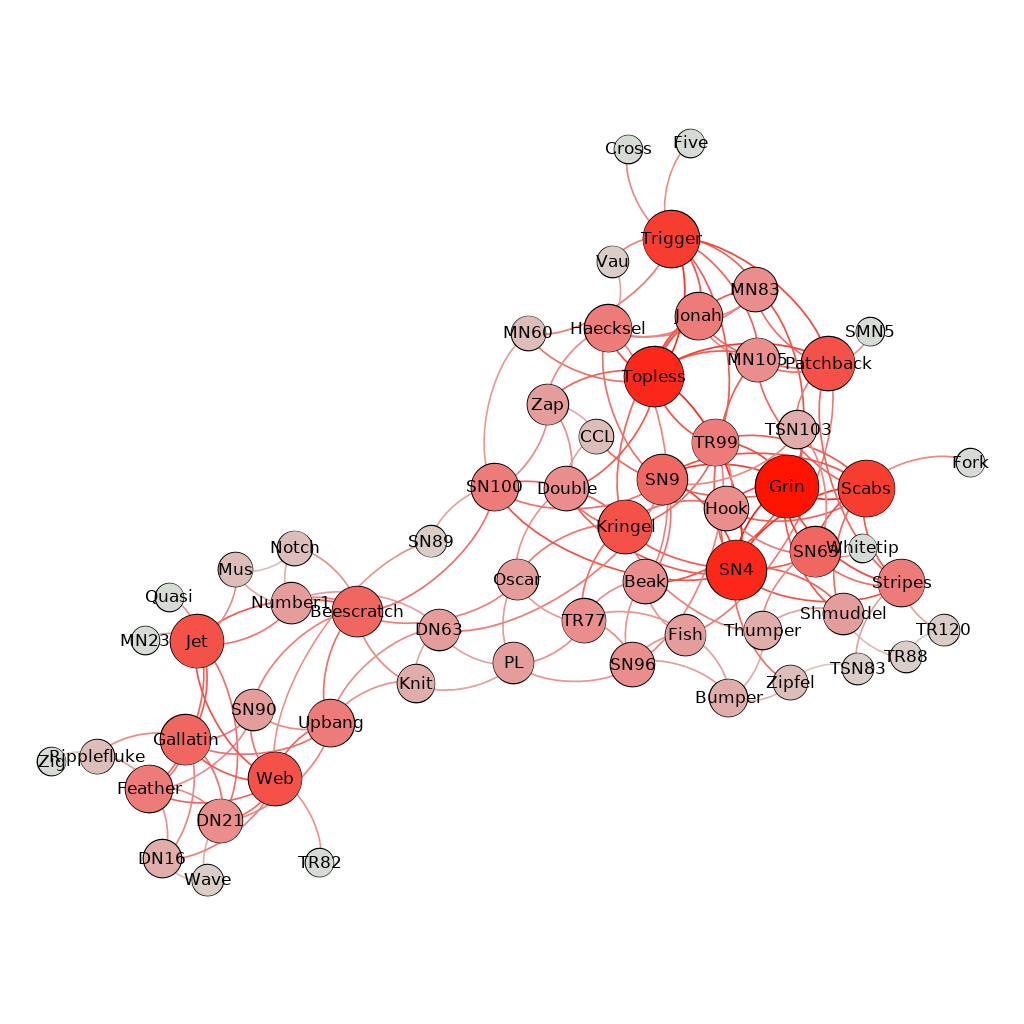 Five
Cross
Trigger
Vau
MN83
Jonah
Haecksel
SMN5
MN60
MN105
Patchback
Topless
Zap
TSN103
CCL
TR99
Fork
SN9
SN100
Double
Grin
Scabs
Hook
Kringel
SN89
Notch
Whitetip
SN63
Mus
SN4
Oscar
Beak
Stripes
Quasi
Number1
Beescratch
Shmuddel
TR77
DN63
Thumper
TR120
Fish
MN23
Jet
TR88
PL
SN96
TSN83
Knit
Zipfel
Bumper
SN90
Upbang
Gallatin
Ripplefluke
Zig
Web
Feather
DN21
DN16
TR82
Wave